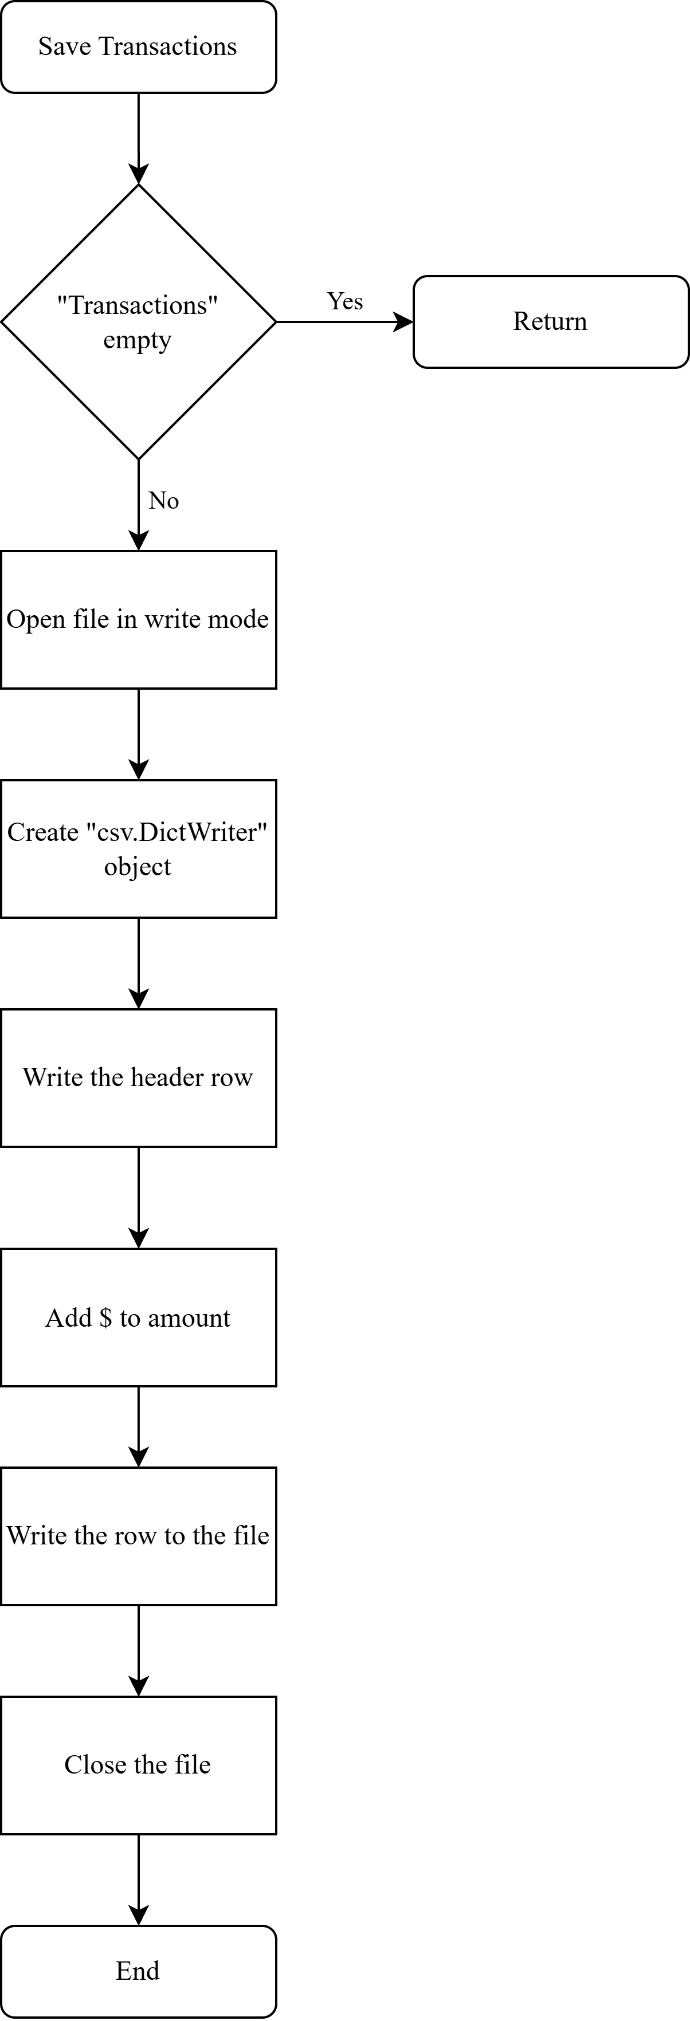 Save Transactions
"Transactions"
empty
Yes
Return
No
Open file in write mode
Create "csv.DictWriter"
object
Write the header row
Add $ to amount
Write the row to the file
Close the file
End